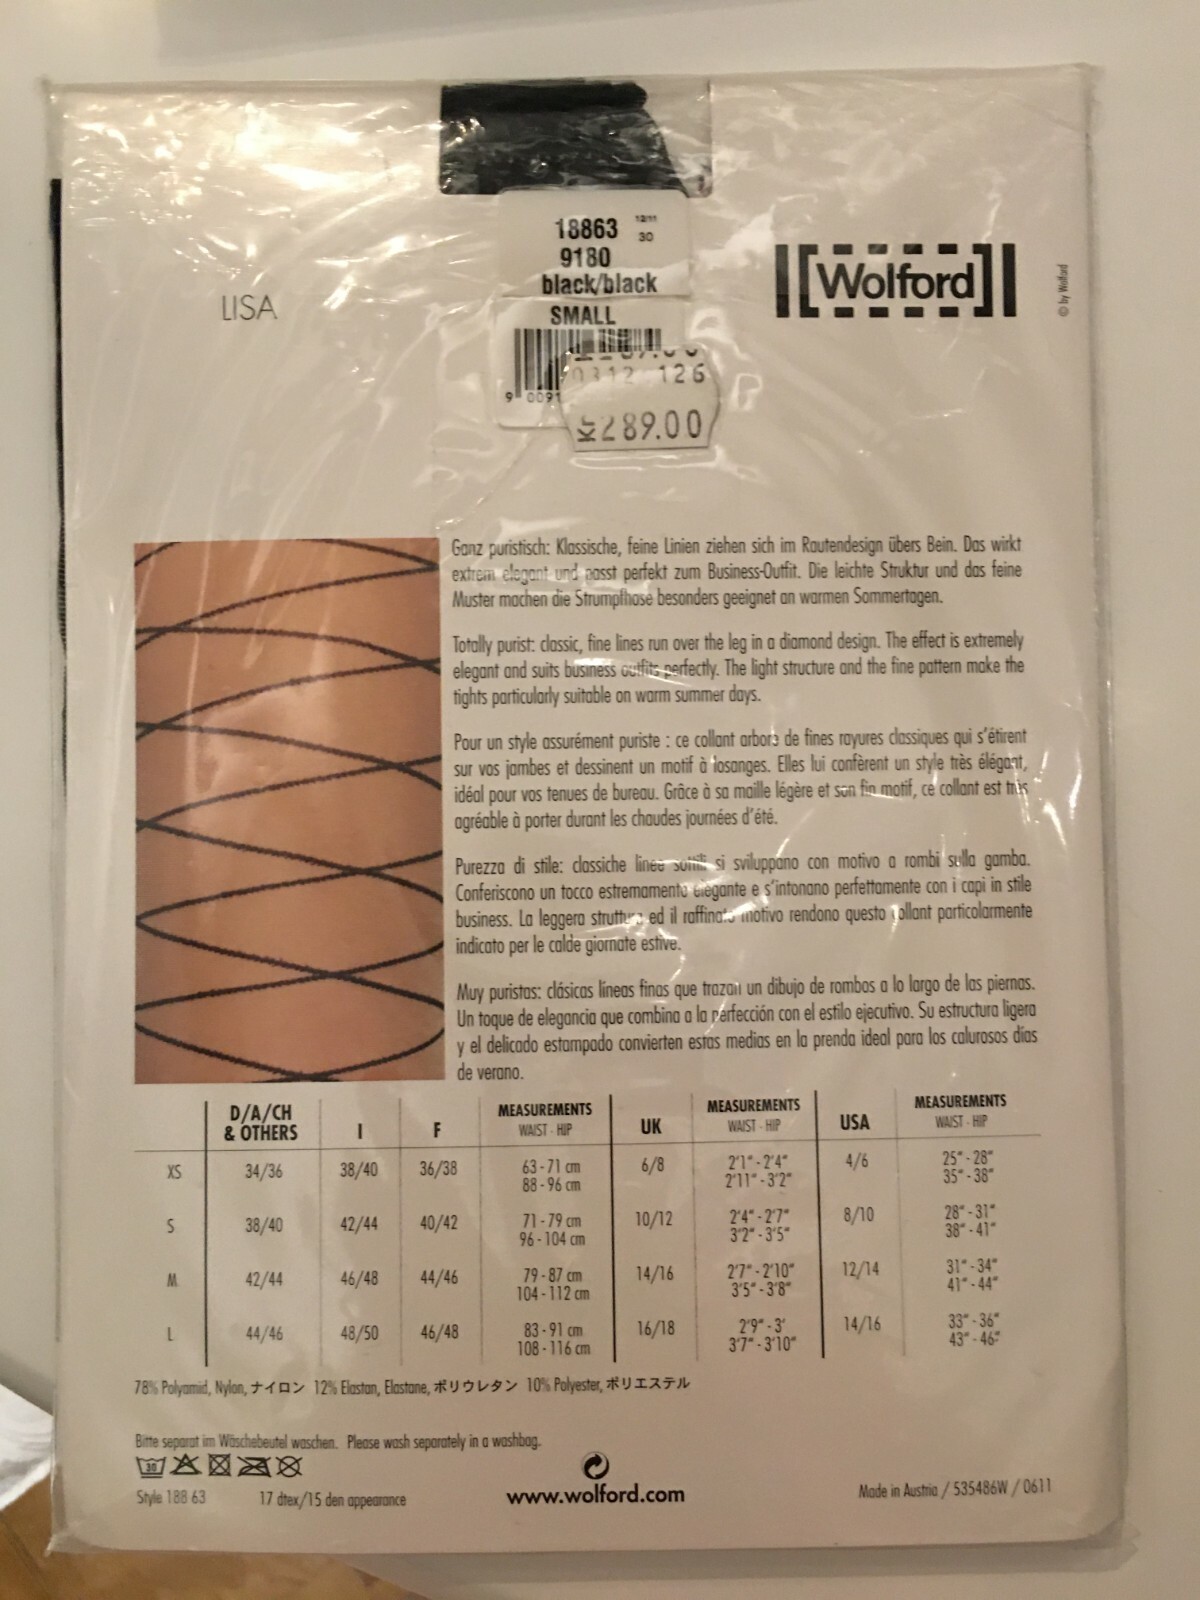 18863 12/11
30
9180
black/black
LISA
[Wolford]
© by Wolford
SMALL
9 0091
0312 126
Kr 289.00
Ganz puristisch: Klassische, feine Linien ziehen sich im Rautendesign übers Bein. Das wirkt
extrem elegant und passt perfekt zum Business-Outfit. Die leichte Struktur und das feine
Muster machen die Strumpfhose besonders geeignet an warmen Sommertagen.
Totally purist: classic, fine lines run over the leg in a diamond design. The effect is extremely
elegant and suits business outfits perfectly. The light structure and the fine pattern make the
tights particularly suitable on warm summer days.
Pour un style assurément puriste : ce collant arbore de fines rayures classiques qui s'étirent
sur vos jambes et dessinent un motif à losanges. Elles lui confèrent un style très élégant,
idéal pour vos tenues de bureau. Grâce à sa maille légère et son fin motif, ce collant est très
agréable à porter durant les chaudes journées d'été.
Purezza di stile: classiche linee sottili si sviluppano con motivo a rombi sulla gamba.
Conferiscono un tocco estremamente elegante e s'intonano perfettamente con i capi in stile
business. La leggera struttura ed il raffinato motivo rendono questo collant particolarmente
indicato per le calde giornate estive.
Muy puristas: clásicas líneas finas que trazan un dibujo de rombos a lo largo de las piernas.
Un toque de elegancia que combina a la perfección con el estilo ejecutivo. Su estructura ligera
y el delicado estampado convierten estas medias en la prenda ideal para los calurosos días
de verano.
D/A/CH & OTHERS I F MEASUREMENTS WAIST - HIP UK MEASUREMENTS WAIST - HIP USA MEASUREMENTS WAIST - HIP
XS 34/36 38/40 36/38 63 - 71 cm 88 - 96 cm 6/8 2'1" - 2'4" 2'11" - 3'2" 4/6 25" - 28" 35" - 38"
S 38/40 42/44 40/42 71 - 79 cm 96 - 104 cm 10/12 2'4" - 2'7" 3'2" - 3'5" 8/10 28" - 31" 38" - 41"
M 42/44 46/48 44/46 79 - 87 cm 104 - 112 cm 14/16 2'7" - 2'10" 3'5" - 3'8" 12/14 31" - 34" 41" - 44"
L 44/46 48/50 46/48 83 - 91 cm 108 - 116 cm 16/18 2'9" - 3' 3'7" - 3'10" 14/16 33" - 36" 43" - 46"
78% Polyamid, Nylon, ナイロン 12% Elastan, Elastane, ポリウレタン 10% Polyester, ポリエステル
Bitte separat im Wäschebeutel waschen. Please wash separately in a washbag.
30
Style 188 63 17 dtex/15 den appearance
www.wolford.com
Made in Austria / 535486W / 0611